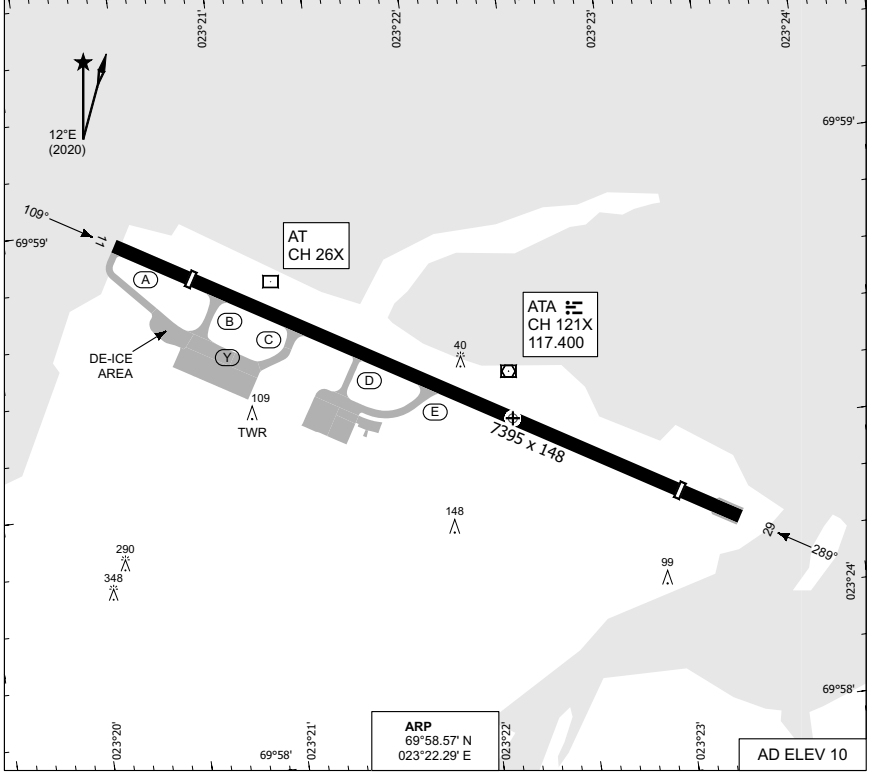 023°21'
023°22'
023°23'
023°24'
69°59'
12°E
(2020)
109°
11
69°59'
AT
CH 26X
A
B
C
Y
DE-ICE
AREA
ATA
CH 121X
117.400
40
D
E
109
TWR
7395 x 148
148
29
289°
99
290
348
023°24'
69°58'
023°20'
69°58'
023°21'
ARP
69°58.57' N
023°22.29' E
023°22'
023°23'
AD ELEV 10